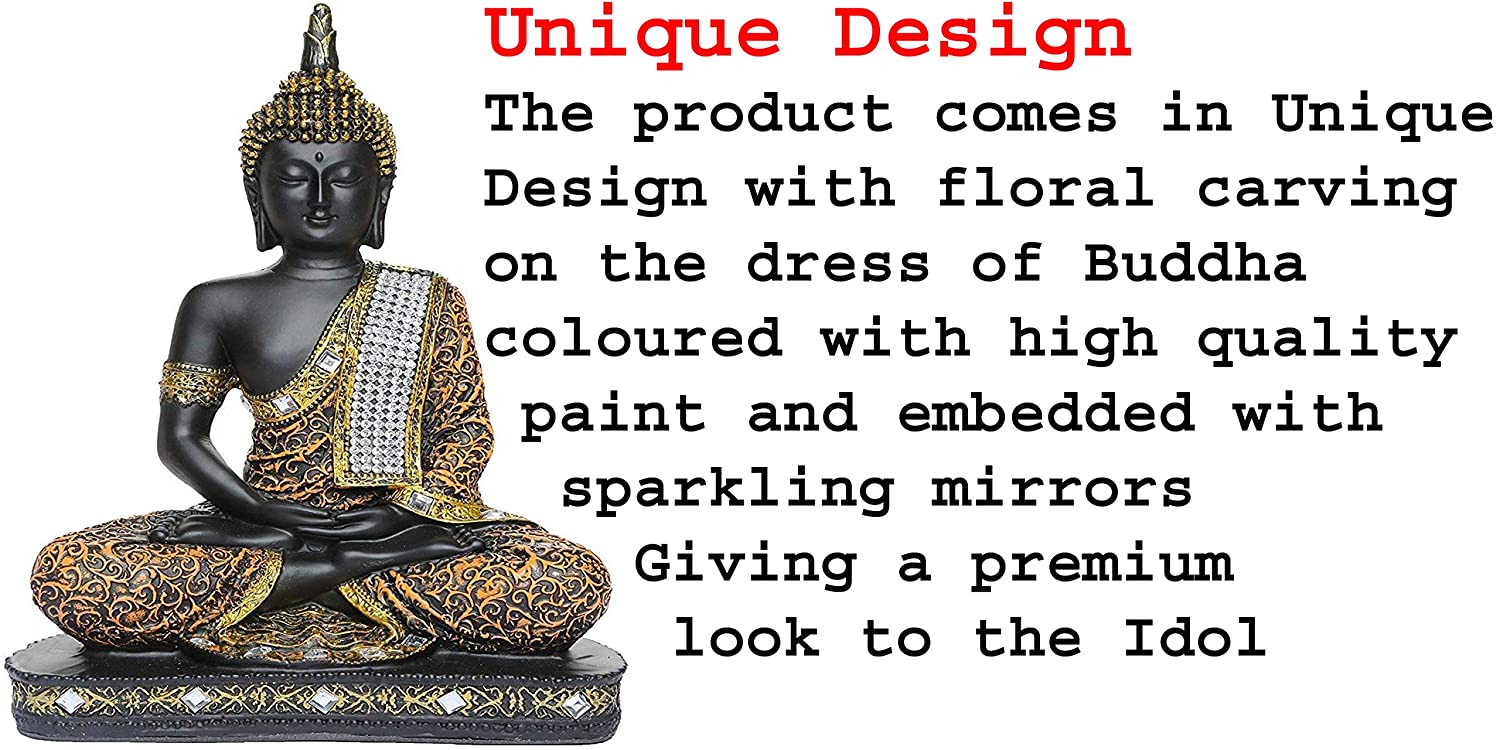 Unique Design
The product comes in Unique
Design with floral carving
on the dress of Buddha
coloured with high quality
paint and embedded with
sparkling mirrors
Giving a premium
look to the Idol